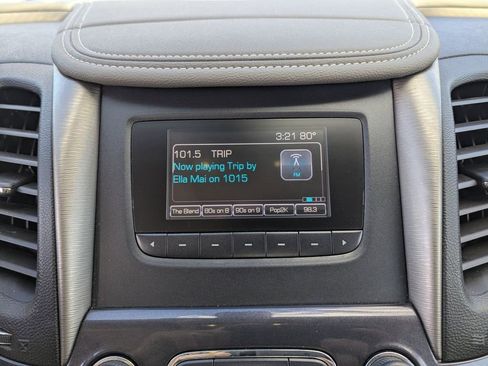 3:21 80°
101.5 TRIP
Now playing Trip by
Ella Mai on 1015
FM
The Blend 80s on 8 90s on 9 Pop2K 98.3